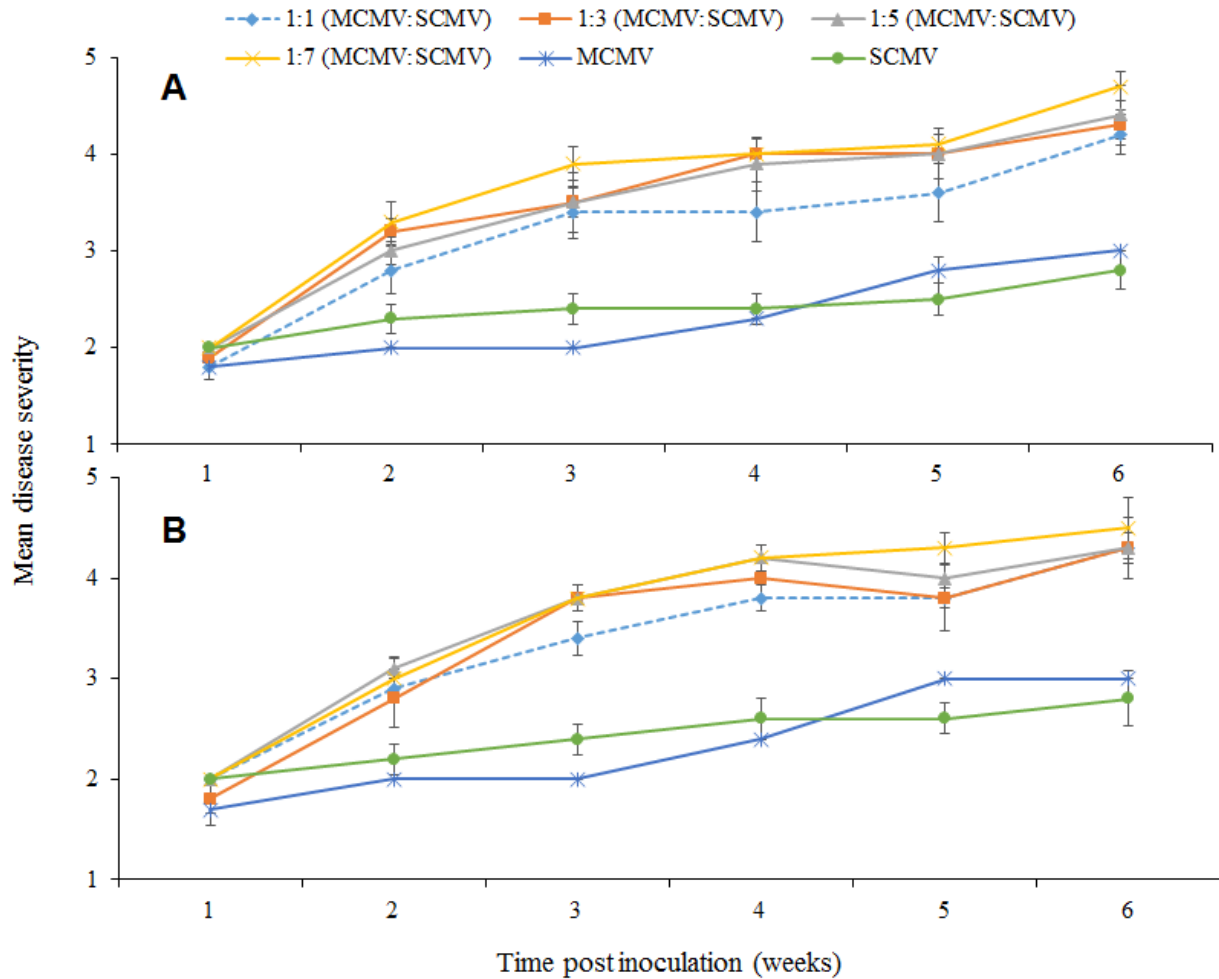 1:1 (MCMV:SCMV) 1:3 (MCMV:SCMV) 1:5 (MCMV:SCMV)
1:7 (MCMV:SCMV) MCMV SCMV
A
5
4
3
2
1
1 2 3 4 5 6
Mean disease severity
B
5
4
3
2
1
1 2 3 4 5 6
Time post inoculation (weeks)